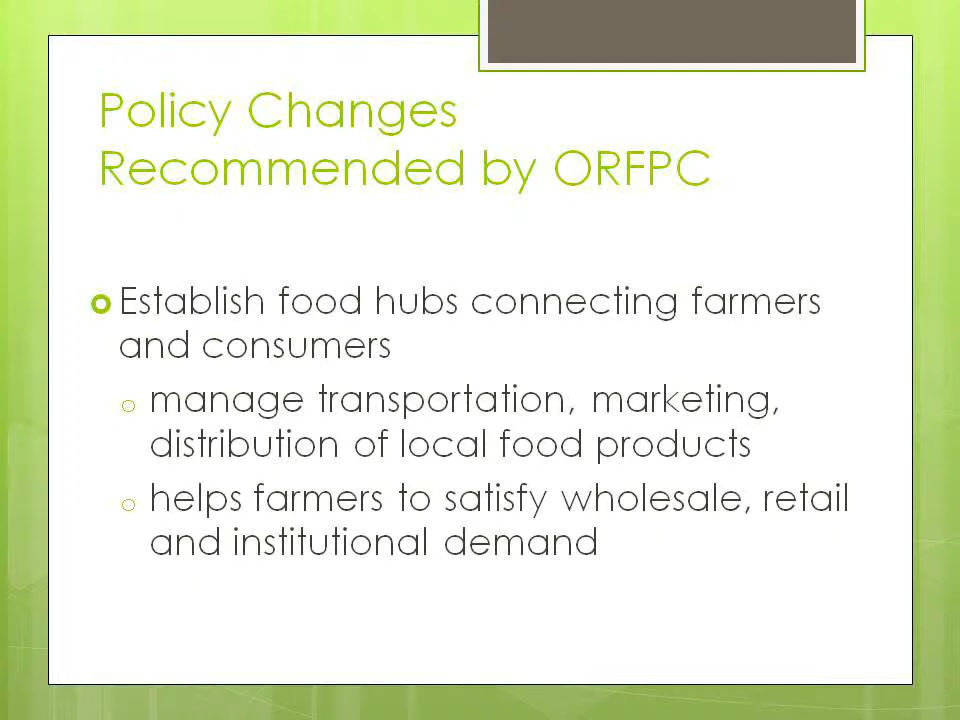 Policy Changes
Recommended by ORFPC
Establish food hubs connecting farmers
and consumers
manage transportation, marketing,
distribution of local food products
helps farmers to satisfy wholesale, retail
and institutional demand